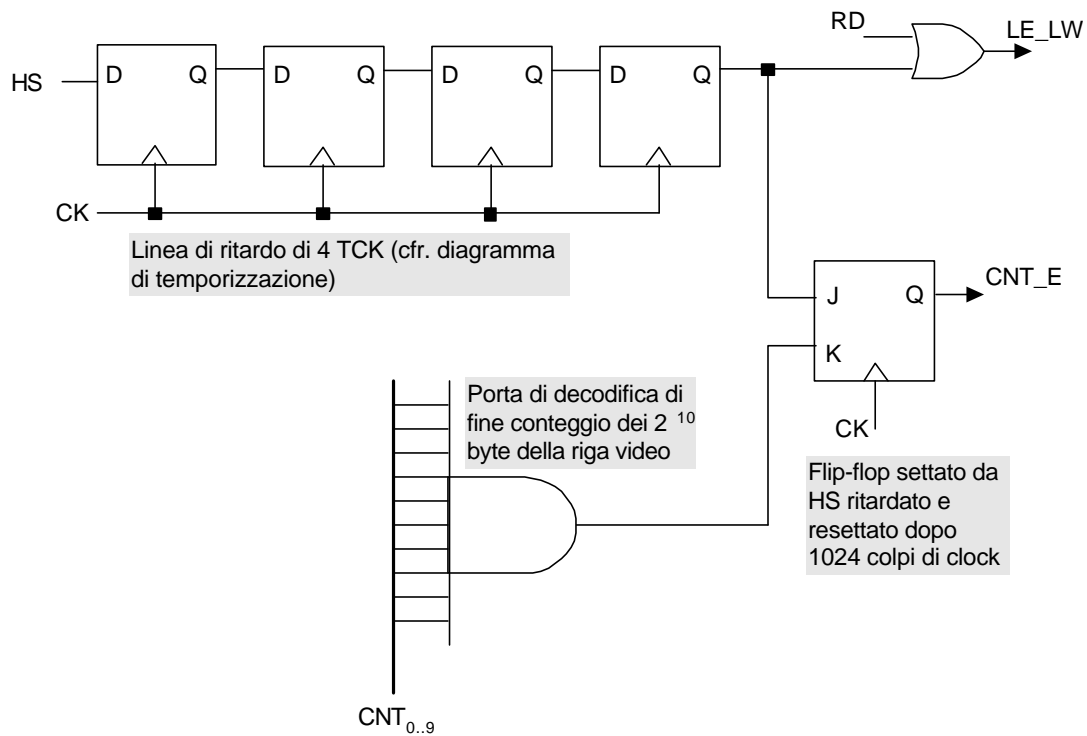 RD
LE_LW
HS
D Q D Q D Q D Q
CK
Linea di ritardo di 4 TCK (cfr. diagramma
di temporizzazione)
J Q
K
CNT_E
CK
Porta di decodifica di
fine conteggio dei 2 10
byte della riga video
Flip-flop settato da
HS ritardato e
resettato dopo
1024 colpi di clock
CNT0..9